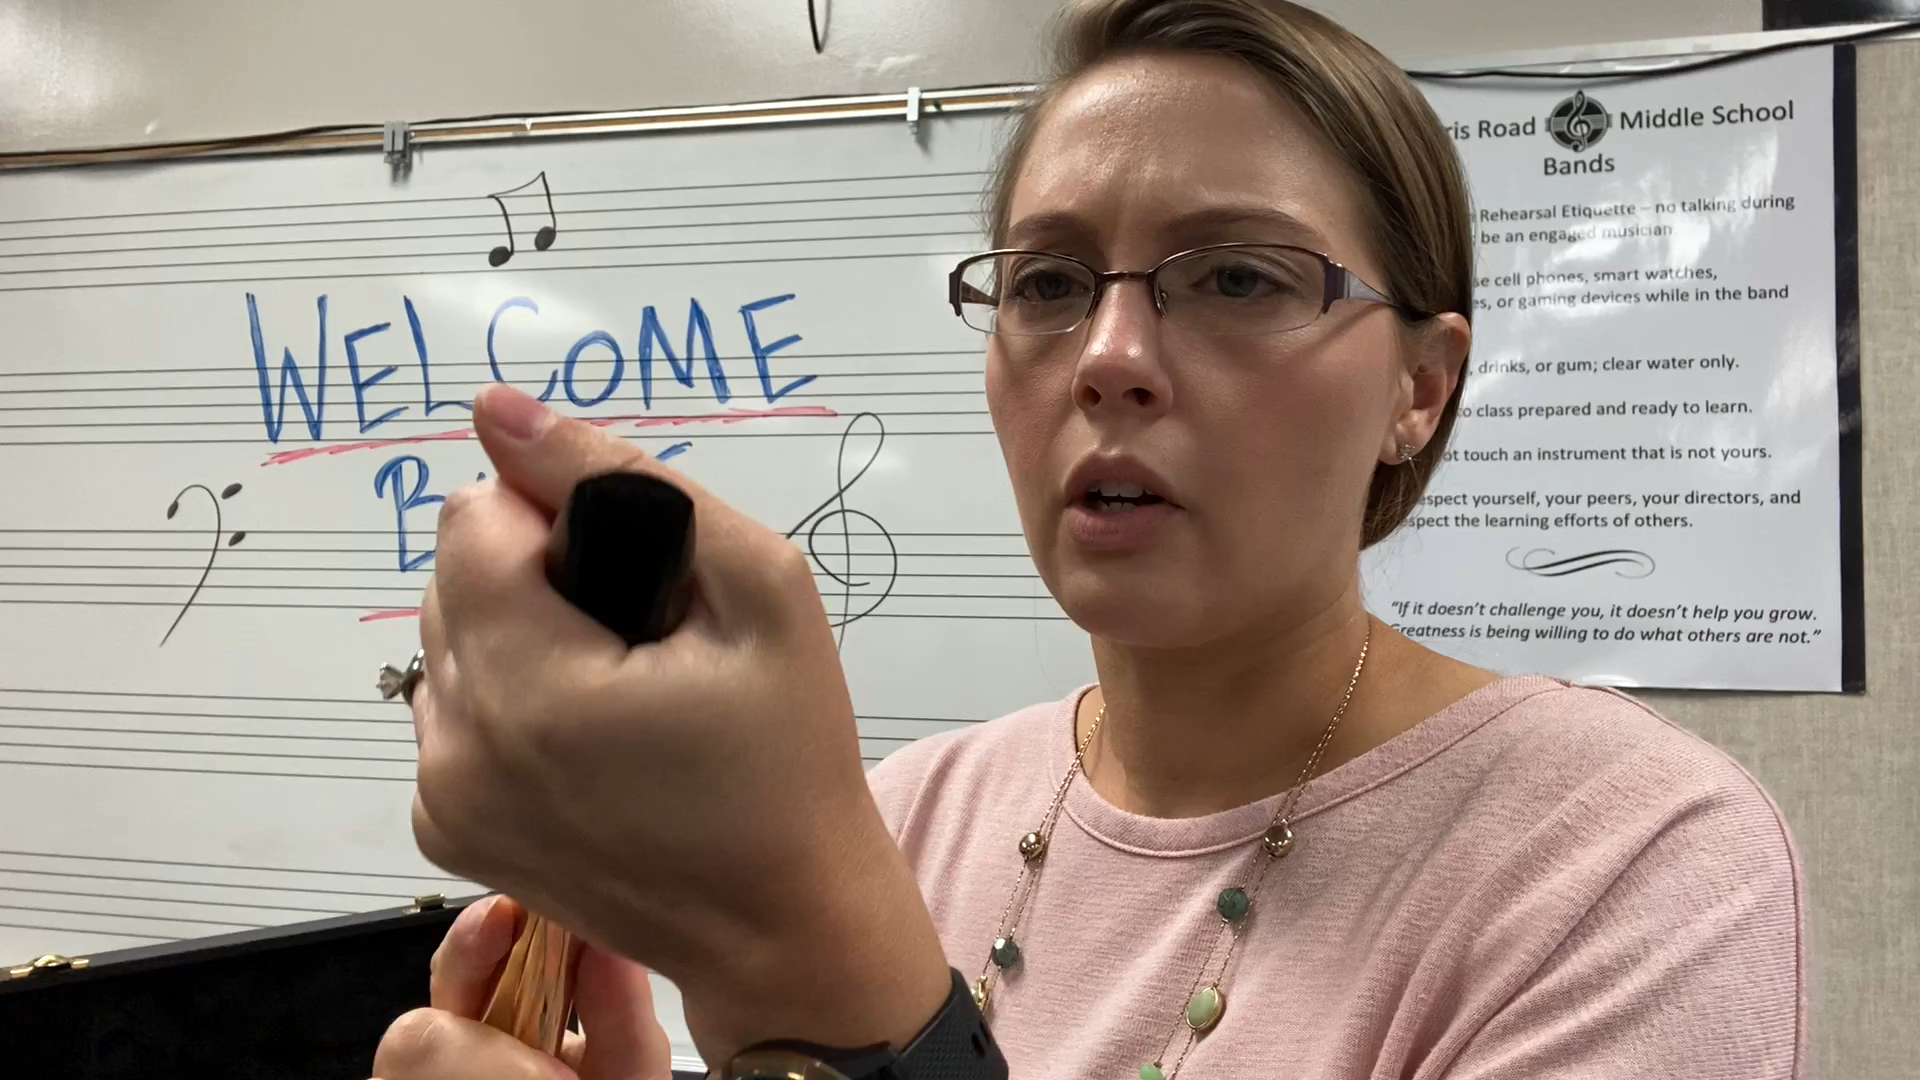 WELCOME
Road Middle School
Bands
Rehearsal Etiquette – no talking during
be an engaged musician.
cell phones, smart watches,
or gaming devices while in the band
drinks, or gum; clear water only.
class prepared and ready to learn.
touch an instrument that is not yours.
yourself, your peers, your directors, and
the learning efforts of others.
“If it doesn’t challenge you, it doesn’t help you grow.
Greatness is being willing to do what others are not.”